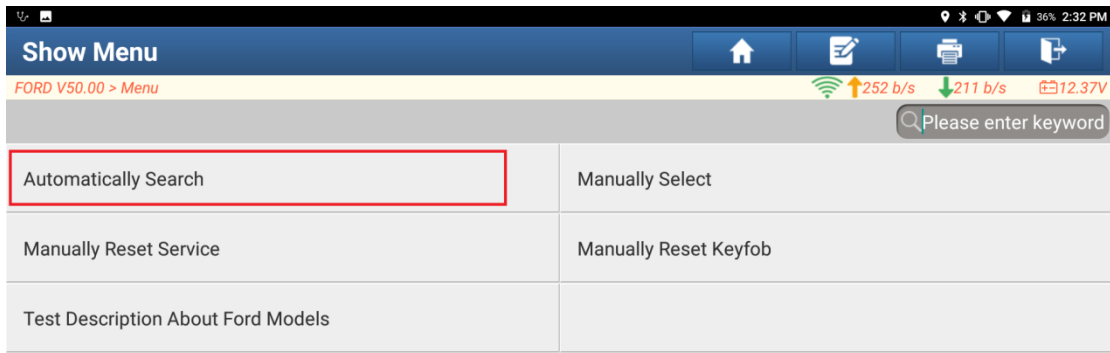 36% 2:32 PM
Show Menu
FORD V50.00 > Menu
252 b/s 211 b/s 12.37V
Please enter keyword
Automatically Search
Manually Select
Manually Reset Service
Manually Reset Keyfob
Test Description About Ford Models